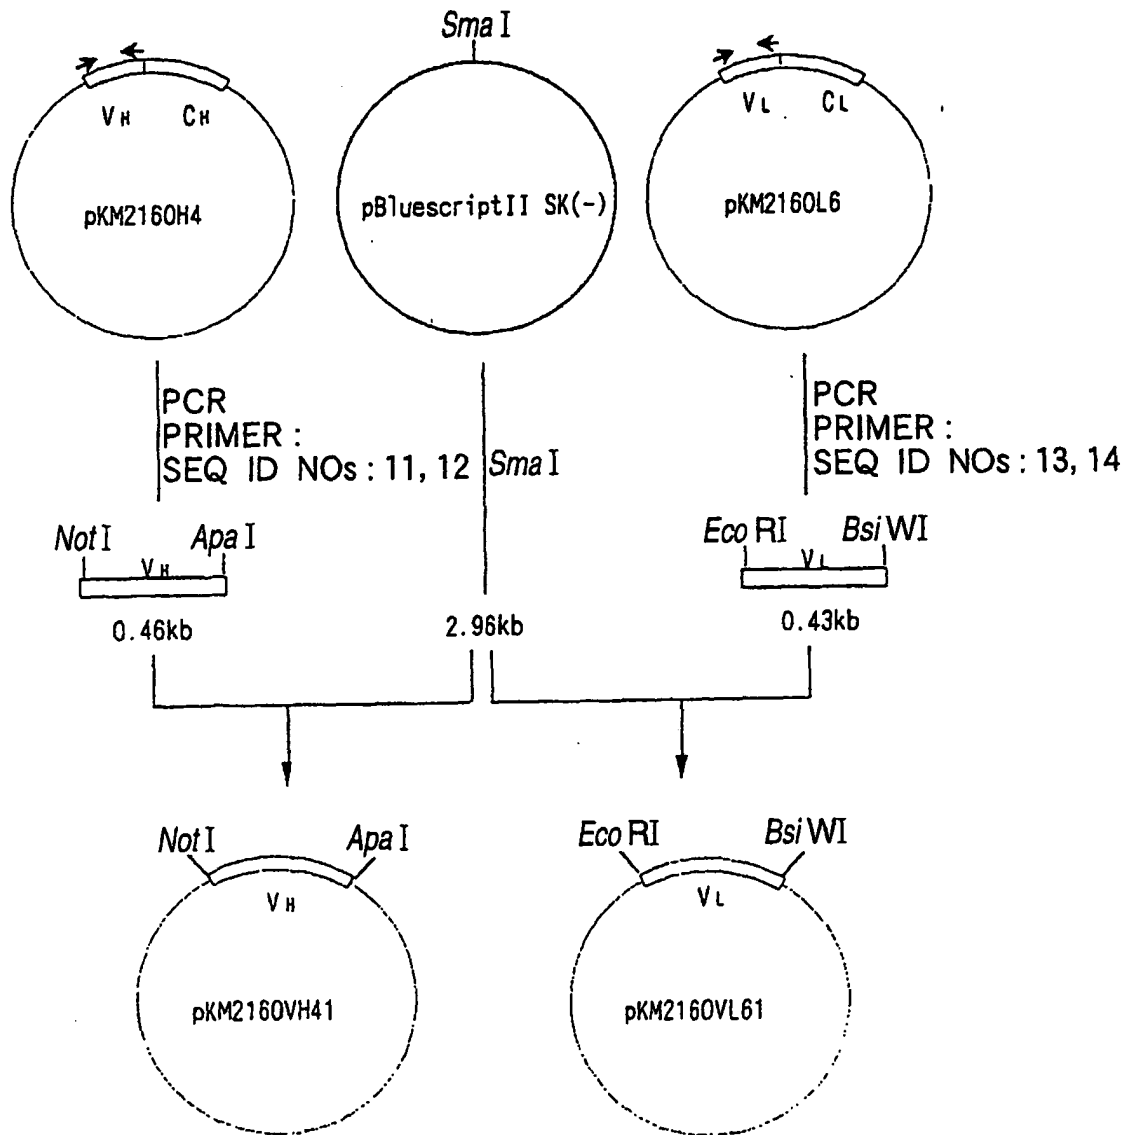 Sma I
VH CH
VL CL
pKM2160H4
pBluescriptII SK(-)
pKM2160L6
PCR
PRIMER :
SEQ ID NOs : 11, 12
Sma I
PCR
PRIMER :
SEQ ID NOs : 13, 14
Not I Apa I
VH
0.46kb
2.96kb
Eco RI Bsi WI
VL
0.43kb
Not I Apa I
VH
pKM2160VH41
Eco RI Bsi WI
VL
pKM2160VL61